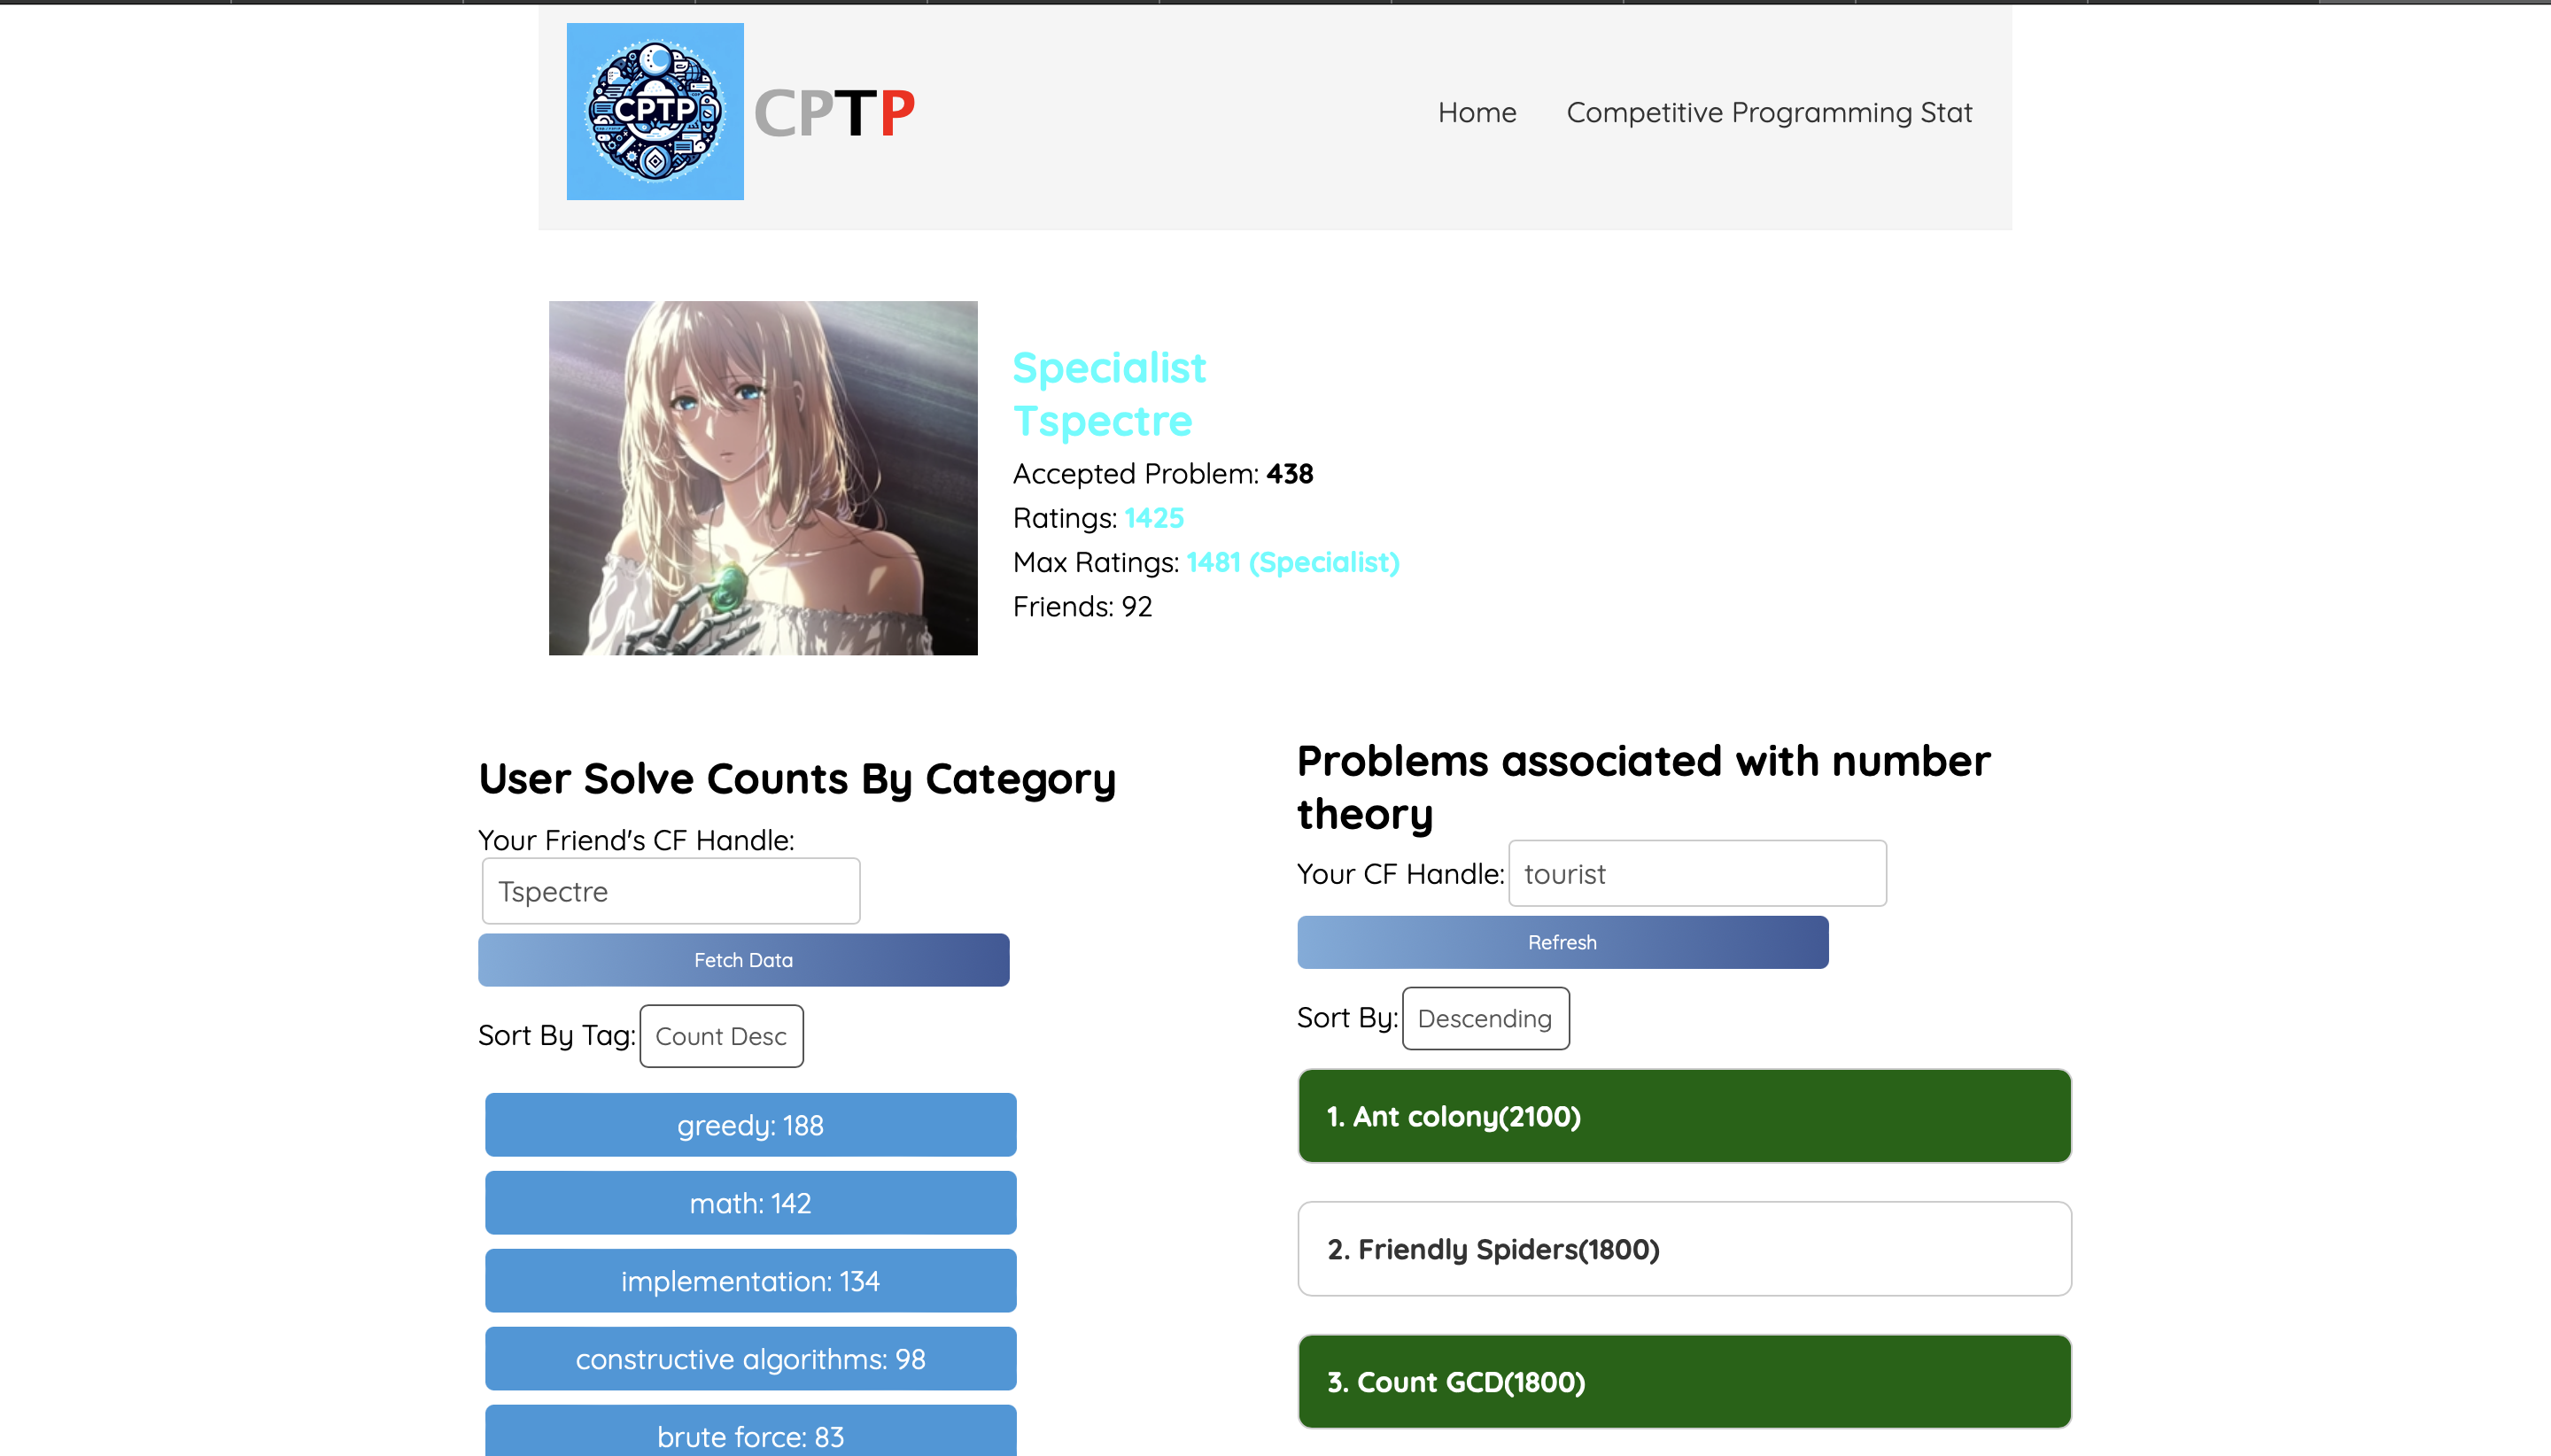 CPTP
CPTP
Home
Competitive Programming Stat
Specialist
Tspectre
Accepted Problem: 438
Ratings: 1425
Max Ratings: 1481 (Specialist)
Friends: 92
User Solve Counts By Category
Your Friend's CF Handle:
Tspectre
Fetch Data
Sort By Tag: Count Desc
greedy: 188
math: 142
implementation: 134
constructive algorithms: 98
brute force: 83
Problems associated with number
theory
Your CF Handle: tourist
Refresh
Sort By: Descending
1. Ant colony(2100)
2. Friendly Spiders(1800)
3. Count GCD(1800)